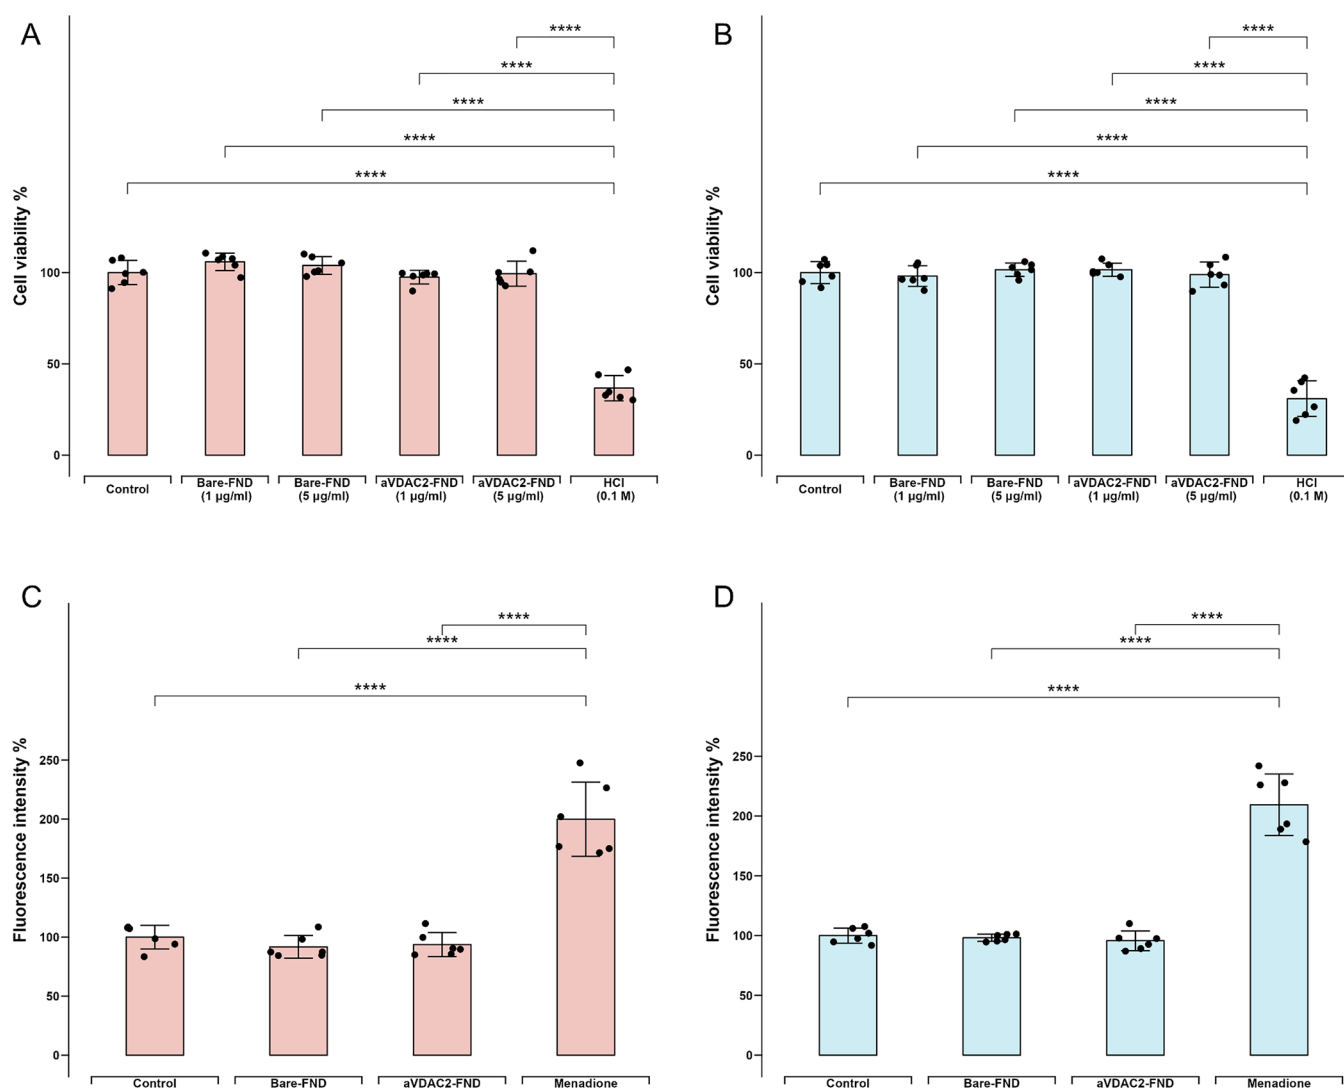 A
****
****
****
****
****
Cell viability %
100
50
0
Control
Bare-FND
(1 µg/ml)
Bare-FND
(5 µg/ml)
aVDAC2-FND
(1 µg/ml)
aVDAC2-FND
(5 µg/ml)
HCl
(0.1 M)
B
****
****
****
****
****
Cell viability %
100
50
0
Control
Bare-FND
(1 µg/ml)
Bare-FND
(5 µg/ml)
aVDAC2-FND
(1 µg/ml)
aVDAC2-FND
(5 µg/ml)
HCl
(0.1 M)
C
****
****
****
Fluorescence intensity %
250
200
150
100
50
0
Control
Bare-FND
aVDAC2-FND
Menadione
D
****
****
****
Fluorescence intensity %
250
200
150
100
50
0
Control
Bare-FND
aVDAC2-FND
Menadione